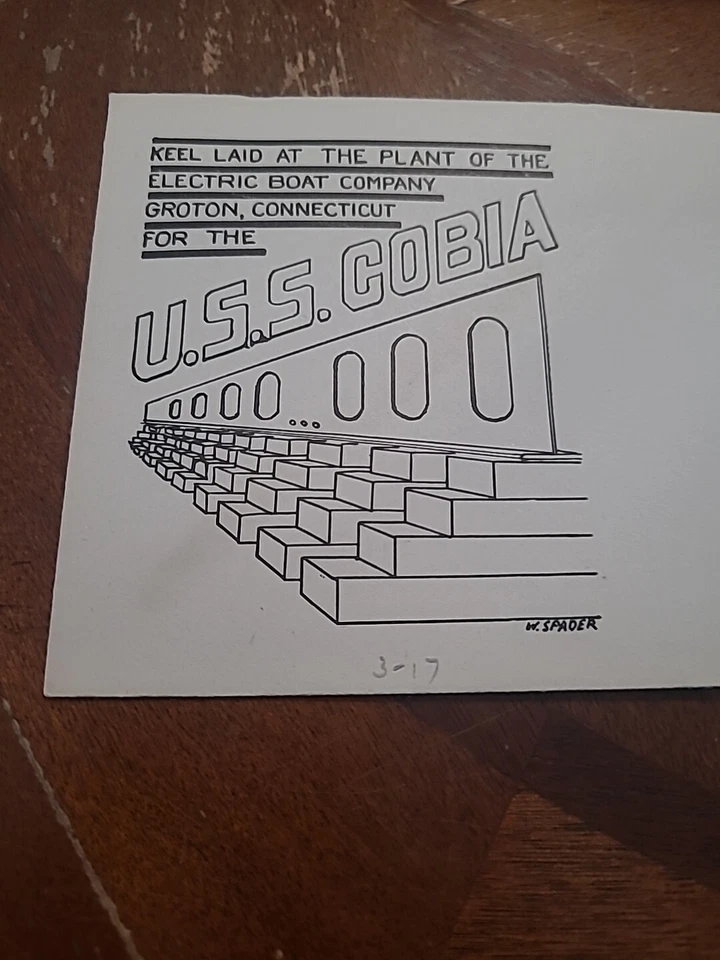 KEEL LAID AT THE PLANT OF THE
ELECTRIC BOAT COMPANY
GROTON, CONNECTICUT
FOR THE
U.S.S. COBIA
W. SPADER
3-17